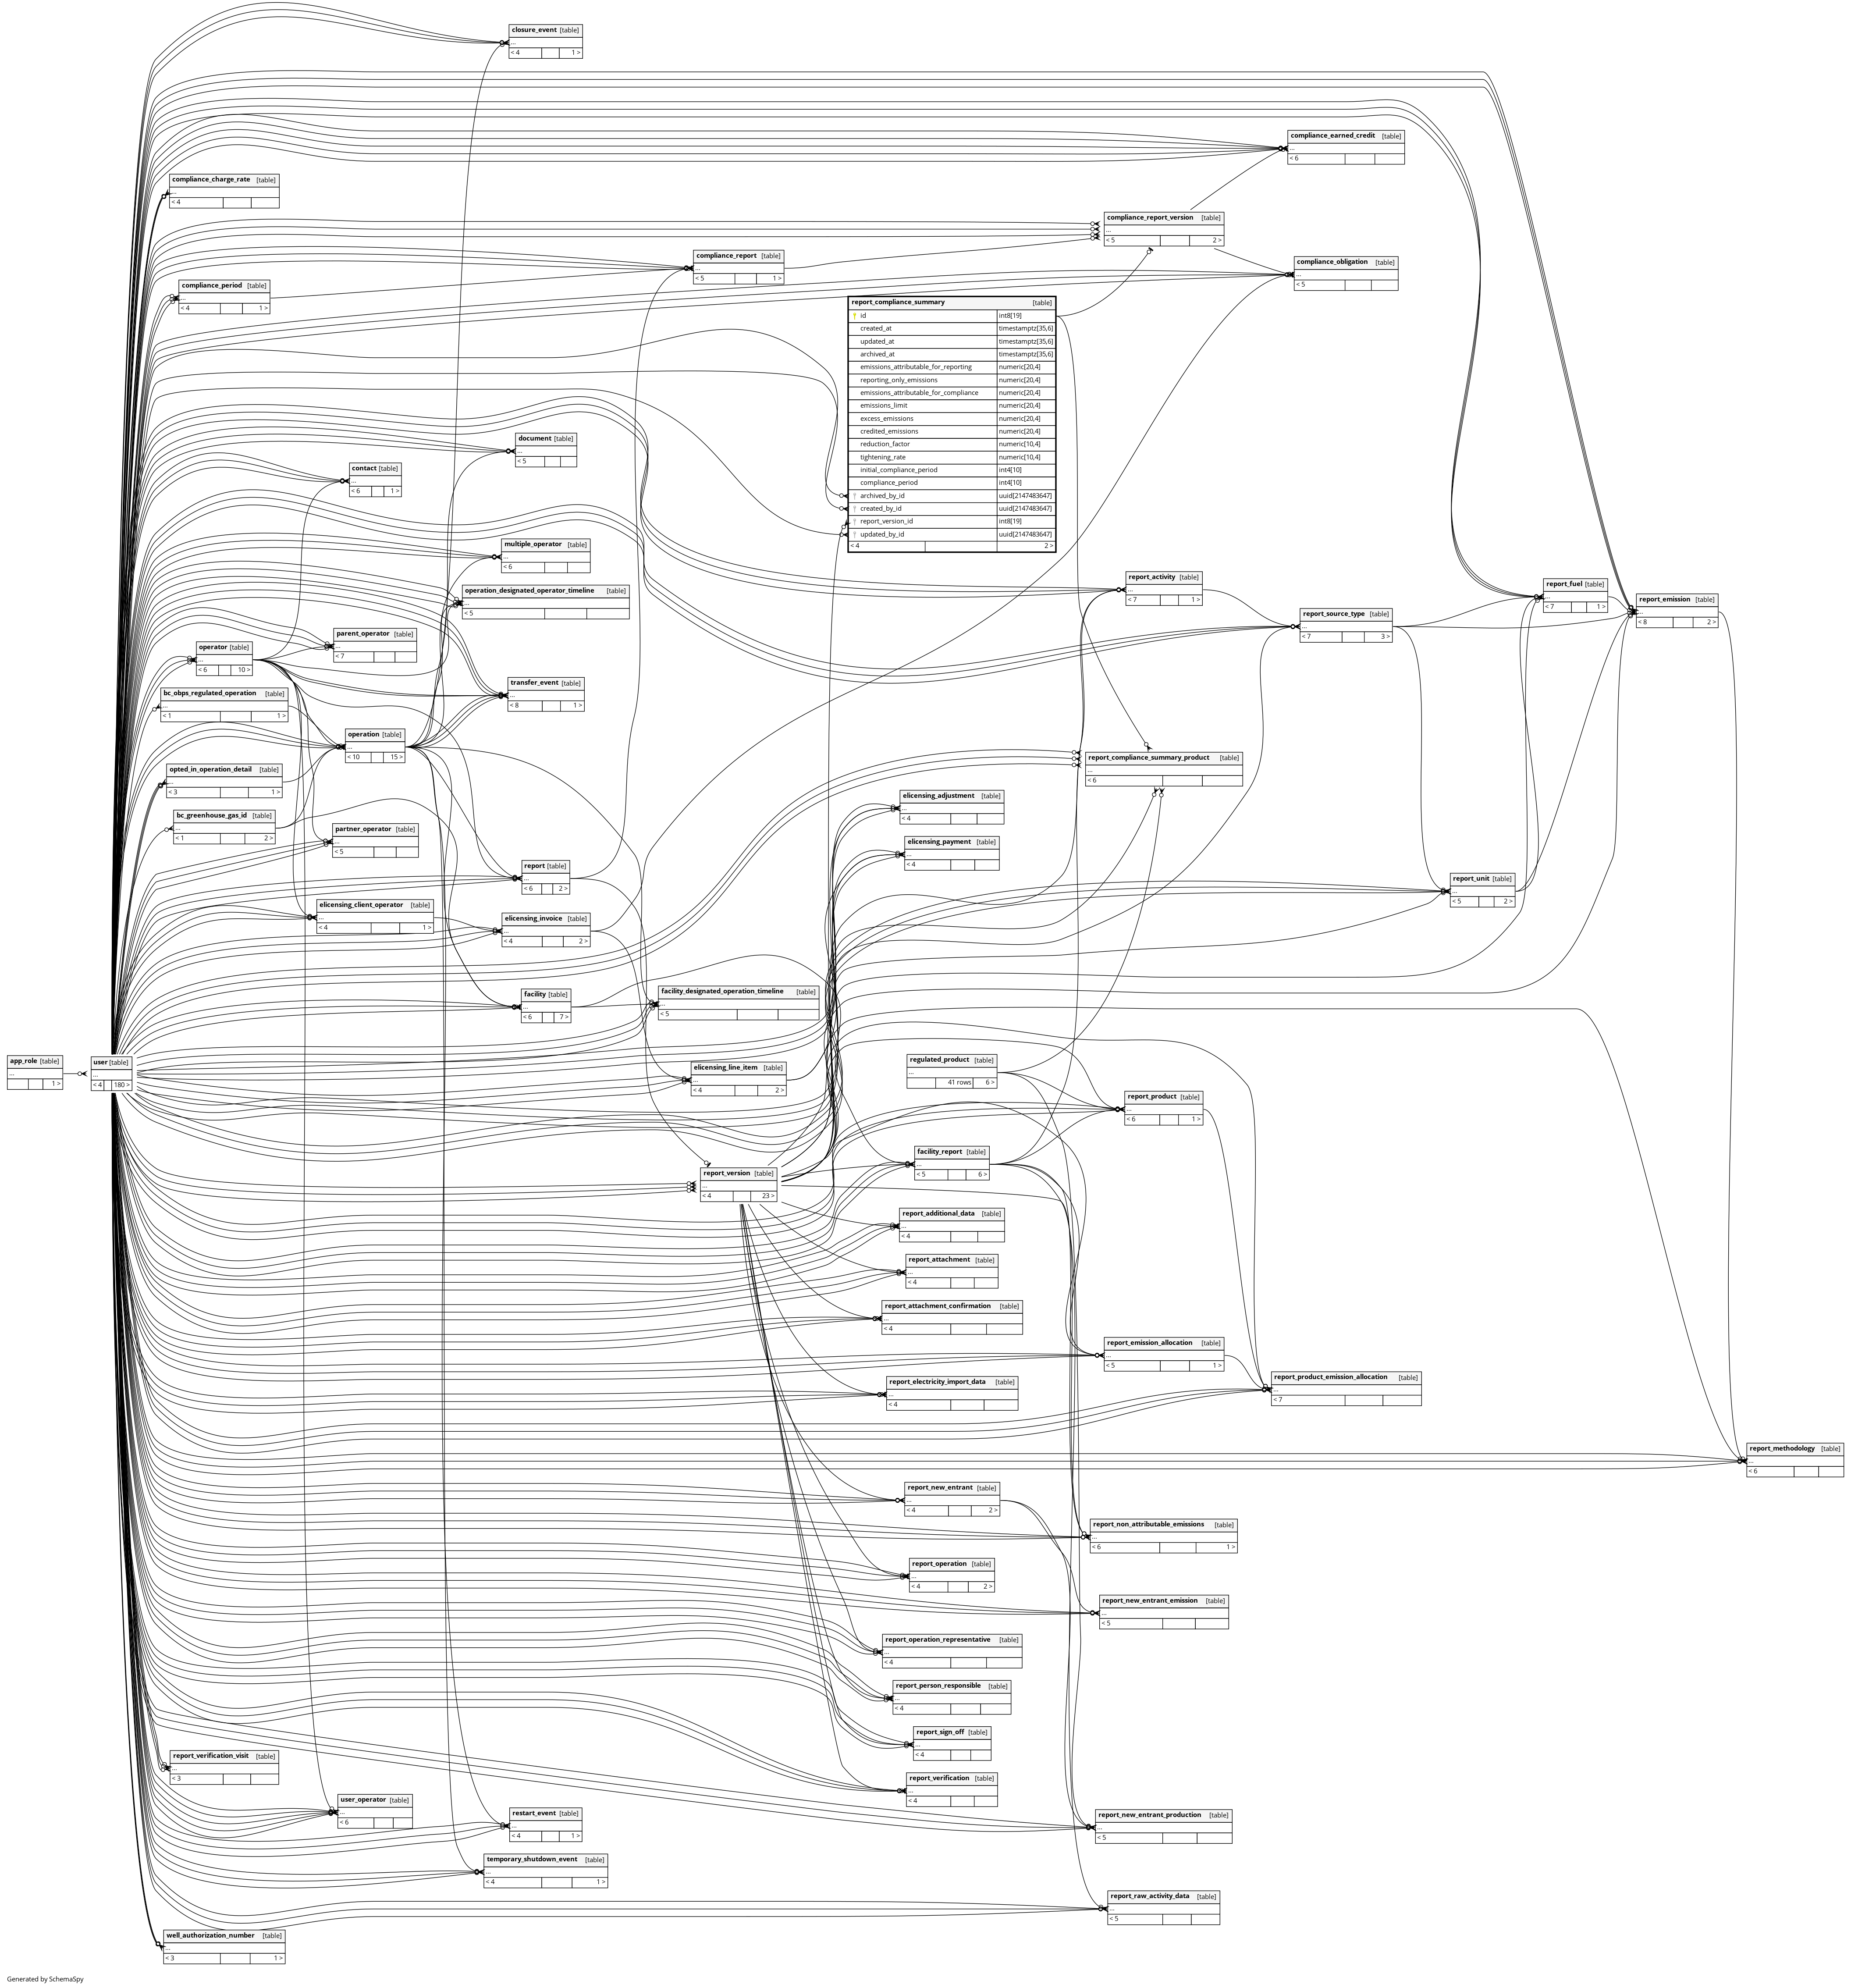 closure_event [table]
...
< 4 1 >
compliance_earned_credit [table]
...
< 6
compliance_charge_rate [table]
...
< 4
compliance_report_version [table]
...
< 5 2 >
compliance_report [table]
...
< 5 1 >
compliance_obligation [table]
...
< 5
compliance_period [table]
...
< 4 1 >
report_compliance_summary [table]
id int8[19]
created_at timestamptz[35,6]
updated_at timestamptz[35,6]
archived_at timestamptz[35,6]
emissions_attributable_for_reporting numeric[20,4]
reporting_only_emissions numeric[20,4]
emissions_attributable_for_compliance numeric[20,4]
emissions_limit numeric[20,4]
excess_emissions numeric[20,4]
credited_emissions numeric[20,4]
reduction_factor numeric[10,4]
tightening_rate numeric[10,4]
initial_compliance_period int4[10]
compliance_period int4[10]
archived_by_id uuid[2147483647]
created_by_id uuid[2147483647]
report_version_id int8[19]
updated_by_id uuid[2147483647]
< 4 2 >
document [table]
...
< 5
contact [table]
...
< 6 1 >
multiple_operator [table]
...
< 6
report_activity [table]
...
< 7 1 >
report_fuel [table]
...
< 7 1 >
operation_designated_operator_timeline [table]
...
< 5
report_emission [table]
...
< 8 2 >
report_source_type [table]
...
< 7 3 >
parent_operator [table]
...
< 7
operator [table]
...
< 6 10 >
transfer_event [table]
...
< 8 1 >
bc_obps_regulated_operation [table]
...
< 1 1 >
operation [table]
...
< 10 15 >
report_compliance_summary_product [table]
...
< 6
opted_in_operation_detail [table]
...
< 3 1 >
elicensing_adjustment [table]
...
< 4
bc_greenhouse_gas_id [table]
...
< 1 2 >
partner_operator [table]
...
< 5
elicensing_payment [table]
...
< 4
report [table]
...
< 6 2 >
report_unit [table]
...
< 5 2 >
elicensing_client_operator [table]
...
< 4 1 >
elicensing_invoice [table]
...
< 4 2 >
facility [table]
...
< 6 7 >
facility_designated_operation_timeline [table]
...
< 5
app_role [table]
...
1 >
user [table]
...
< 4 180 >
elicensing_line_item [table]
...
< 4 2 >
regulated_product [table]
...
41 rows 6 >
report_product [table]
...
< 6 1 >
facility_report [table]
...
< 5 6 >
report_version [table]
...
< 4 23 >
report_additional_data [table]
...
< 4
report_attachment [table]
...
< 4
report_attachment_confirmation [table]
...
< 4
report_emission_allocation [table]
...
< 5 1 >
report_product_emission_allocation [table]
...
< 7
report_electricity_import_data [table]
...
< 4
report_methodology [table]
...
< 6
report_new_entrant [table]
...
< 4 2 >
report_non_attributable_emissions [table]
...
< 6 1 >
report_operation [table]
...
< 4 2 >
report_new_entrant_emission [table]
...
< 5
report_operation_representative [table]
...
< 4
report_person_responsible [table]
...
< 4
report_sign_off [table]
...
< 4
report_verification_visit [table]
...
< 3
report_verification [table]
...
< 4
user_operator [table]
...
< 6
restart_event [table]
...
< 4 1 >
report_new_entrant_production [table]
...
< 5
temporary_shutdown_event [table]
...
< 4 1 >
report_raw_activity_data [table]
...
< 5
well_authorization_number [table]
...
< 3 1 >
Generated by SchemaSpy